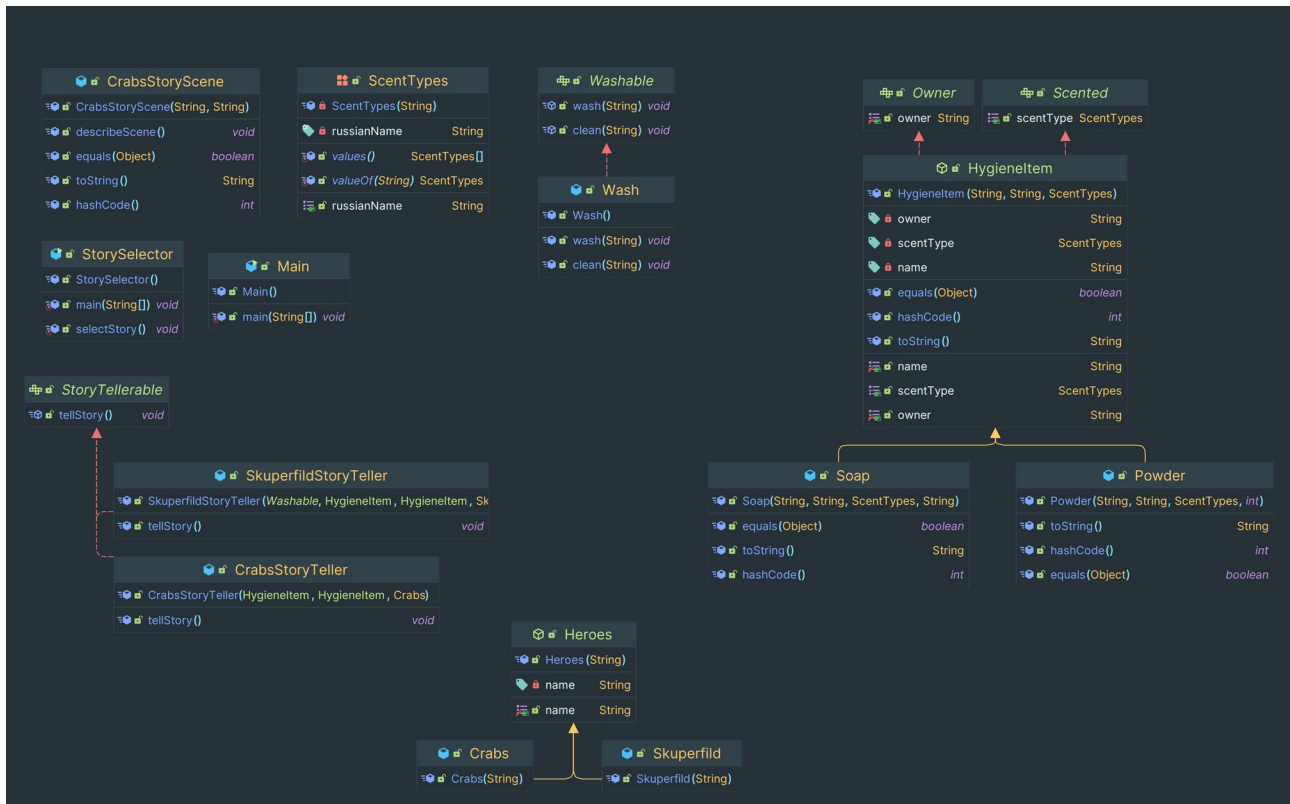 CrabsStoryScene
CrabsStoryScene(String, String)
describeScene() void
equals(Object) boolean
toString() String
hashCode() int
ScentTypes
ScentTypes(String)
russianName String
values() ScentTypes[]
valueOf(String) ScentTypes
russianName String
Washable
wash(String) void
clean(String) void
Wash
Wash()
wash(String) void
clean(String) void
Owner
owner String
Scented
scentType ScentTypes
HygieneItem
HygieneItem(String, String, ScentTypes)
owner String
scentType ScentTypes
name String
equals(Object) boolean
hashCode() int
toString() String
name String
scentType ScentTypes
owner String
StorySelector
StorySelector()
main(String[]) void
selectStory() void
Main
Main()
main(String[]) void
StoryTellerable
tellStory() void
SkuperfildStoryTeller
SkuperfildStoryTeller(Washable, HygieneItem, HygieneItem, Sk
tellStory() void
CrabsStoryTeller
CrabsStoryTeller(HygieneItem, HygieneItem, Crabs)
tellStory() void
Soap
Soap(String, String, ScentTypes, String)
equals(Object) boolean
toString() String
hashCode() int
Powder
Powder(String, String, ScentTypes, int)
toString() String
hashCode() int
equals(Object) boolean
Heroes
Heroes(String)
name String
name String
Crabs
Crabs(String)
Skuperfild
Skuperfild(String)